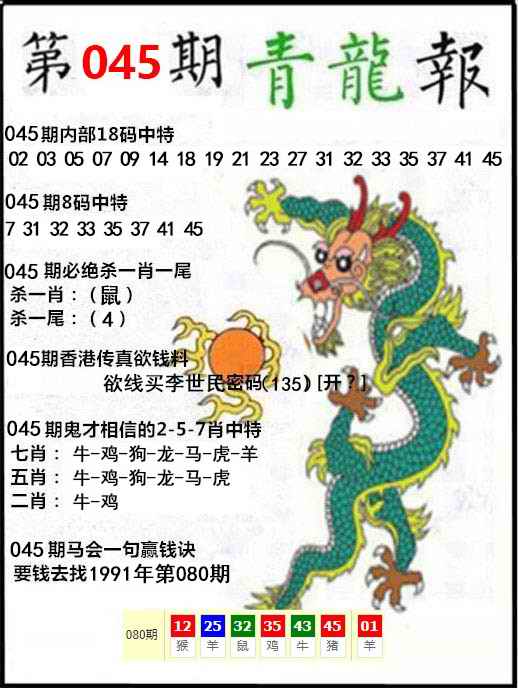 第045期青龍報
045期内部18码中特
02 03 05 07 09 14 18 19 21 23 27 31 32 33 35 37 41 45
045期8码中特
7 31 32 33 35 37 41 45
045 期必绝杀一肖一尾
杀一肖：（鼠）
杀一尾：（4）
045期香港传真欲钱料
欲线买李世民密码(135)[开？]
045期鬼才相信的2-5-7肖中特
七肖：牛-鸡-狗-龙-马-虎-羊
五肖：牛-鸡-狗-龙-马-虎
二肖：牛-鸡
045期马会一句赢钱诀
要钱去找1991年第080期
080期 12 25 32 35 43 45 01
猴 羊 鼠 鸡 牛 猪 羊